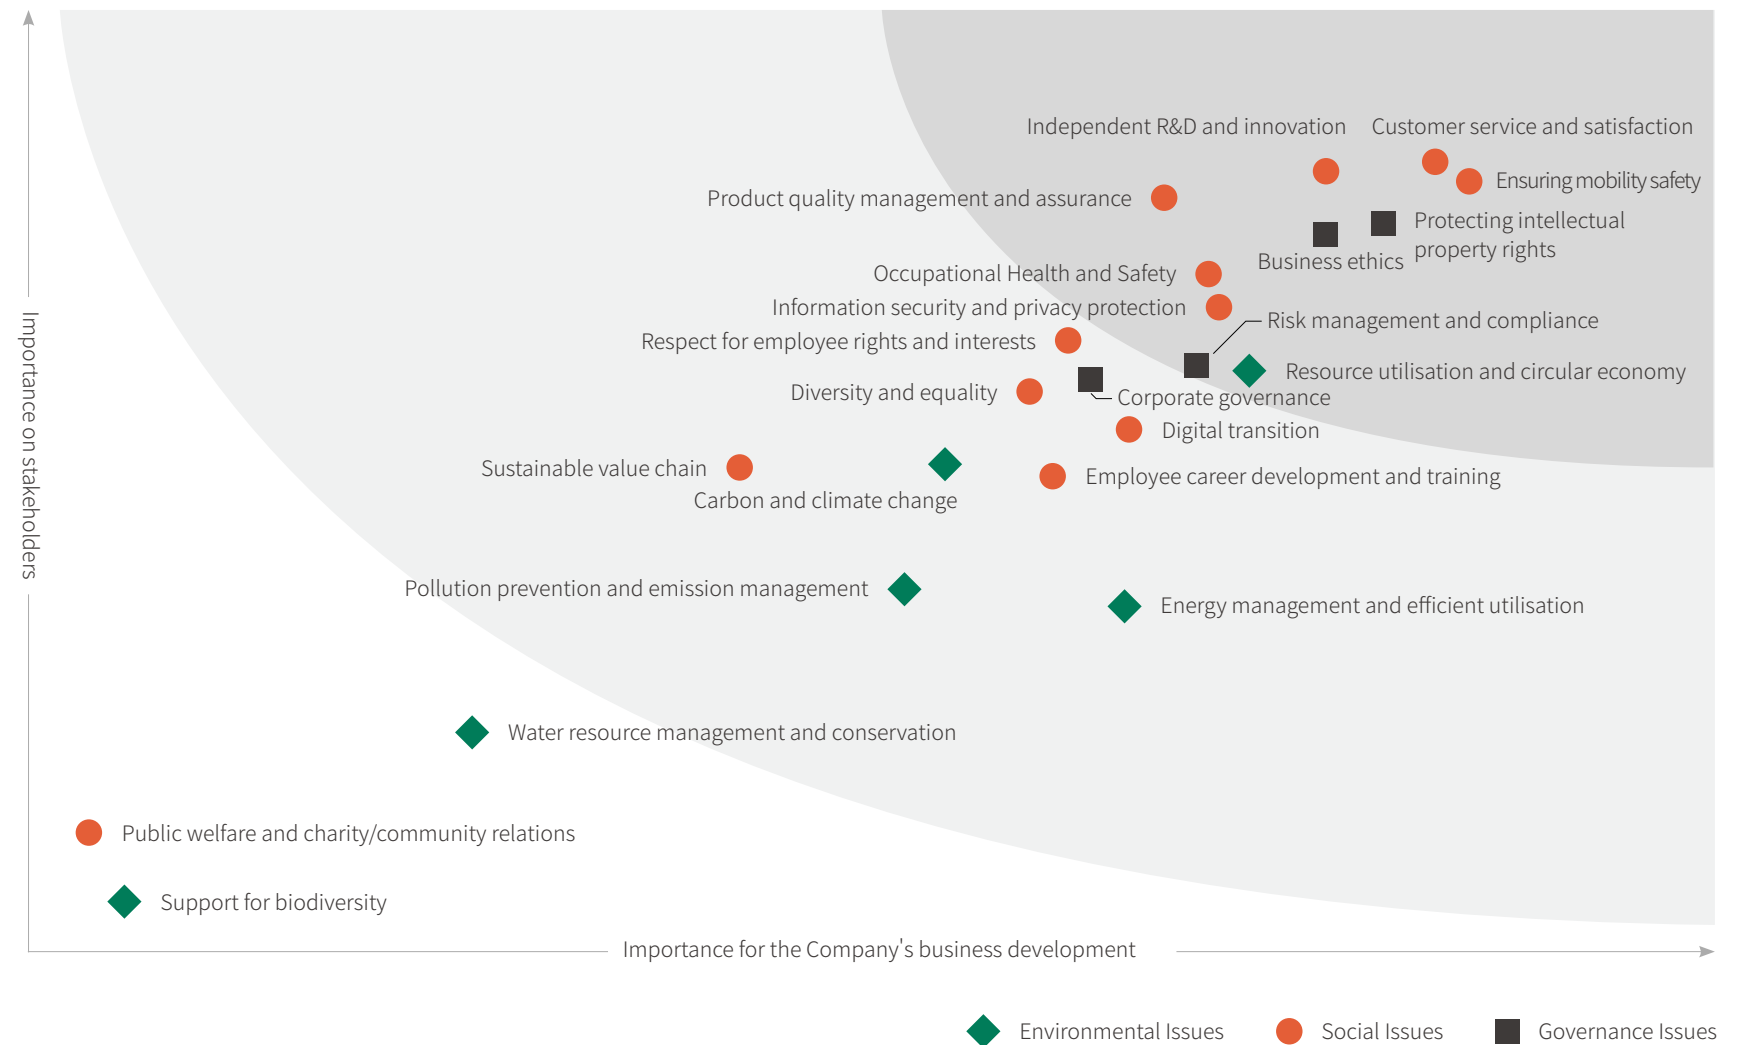 Independent R&D and innovation
Customer service and satisfaction
Ensuring mobility safety
Product quality management and assurance
Protecting intellectual
property rights
Business ethics
Occupational Health and Safety
Information security and privacy protection
Risk management and compliance
Respect for employee rights and interests
Resource utilisation and circular economy
Diversity and equality
Corporate governance
Digital transition
Sustainable value chain
Employee career development and training
Carbon and climate change
Pollution prevention and emission management
Energy management and efficient utilisation
Water resource management and conservation
Public welfare and charity/community relations
Support for biodiversity
Importance on stakeholders
Importance for the Company's business development
Environmental Issues
Social Issues
Governance Issues